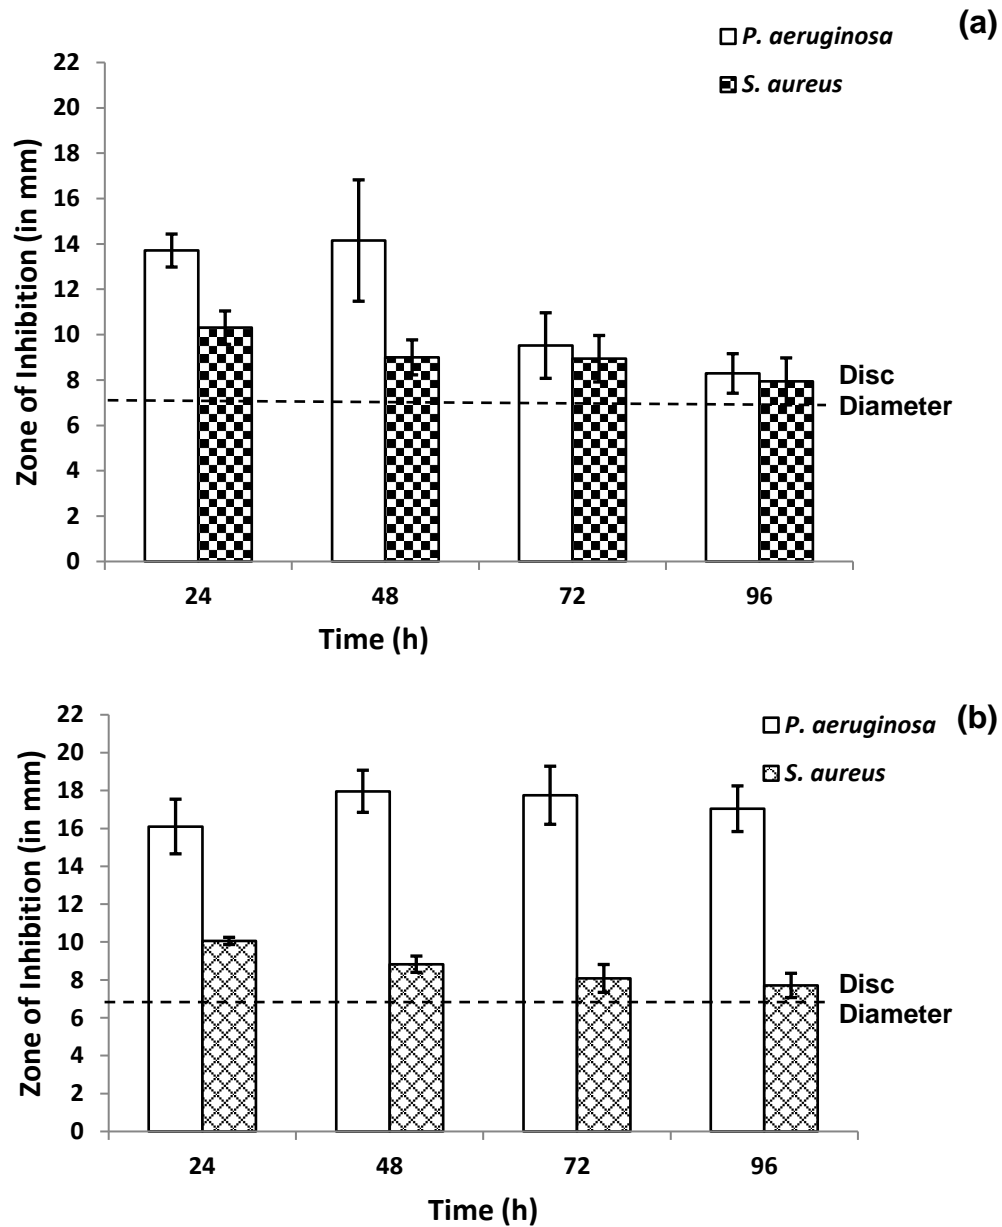 (a)
P. aeruginosa
S. aureus
Zone of Inhibition (in mm)
22
20
18
16
14
12
10
8
6
4
2
0
Disc
Diameter
24 48 72 96
Time (h)
(b)
P. aeruginosa
S. aureus
Zone of Inhibition (in mm)
22
20
18
16
14
12
10
8
6
4
2
0
Disc
Diameter
24 48 72 96
Time (h)